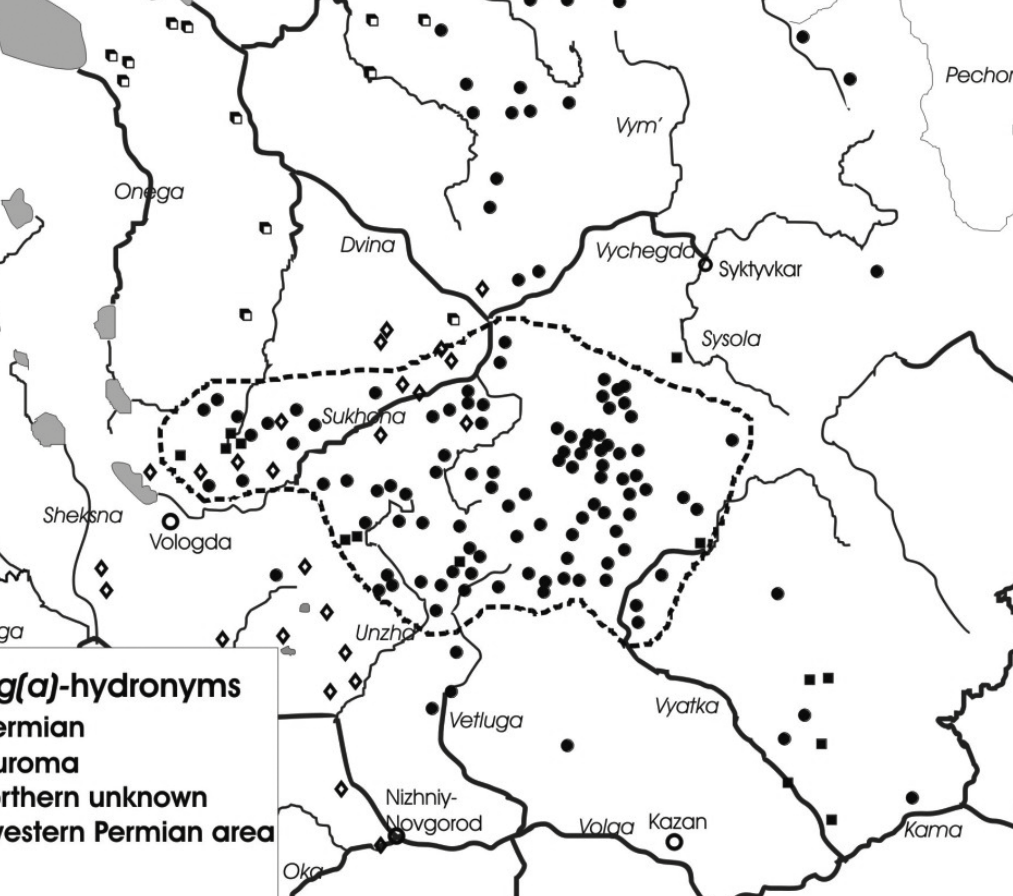 Pechor
Vym'
Onega
Dvina
Vychegda
Syktyvkar
Sysola
Sukhona
Sheksna
Vologda
ga
Unzha
g(a)-hydronyms
ermian
uroma
rthern unknown
vestern Permian area
Vetluga
Vyatka
Nizhniy-
Novgorod
Volga
Kazan
Kama
Oka